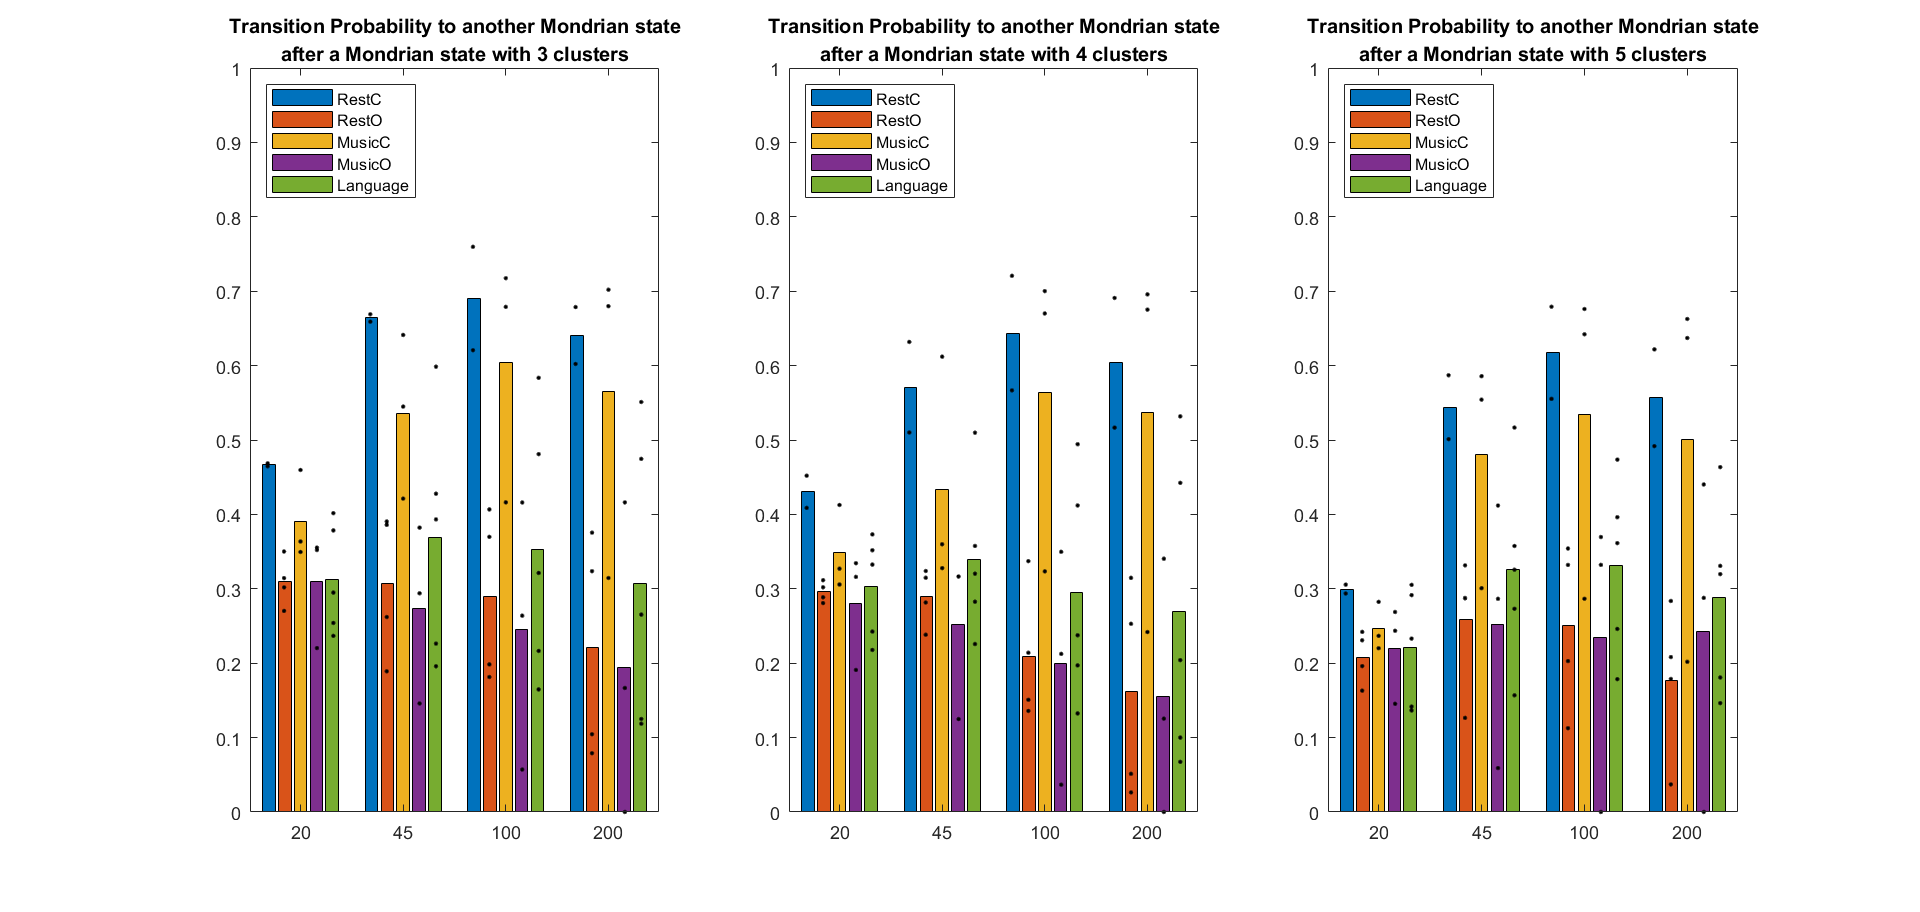 Transition Probability to another Mondrian state
after a Mondrian state with 3 clusters
1
0.9
0.8
0.7
0.6
0.5
0.4
0.3
0.2
0.1
0
RestC
RestO
MusicC
MusicO
Language
20 45 100 200
Transition Probability to another Mondrian state
after a Mondrian state with 4 clusters
1
0.9
0.8
0.7
0.6
0.5
0.4
0.3
0.2
0.1
0
RestC
RestO
MusicC
MusicO
Language
20 45 100 200
Transition Probability to another Mondrian state
after a Mondrian state with 5 clusters
1
0.9
0.8
0.7
0.6
0.5
0.4
0.3
0.2
0.1
0
RestC
RestO
MusicC
MusicO
Language
20 45 100 200